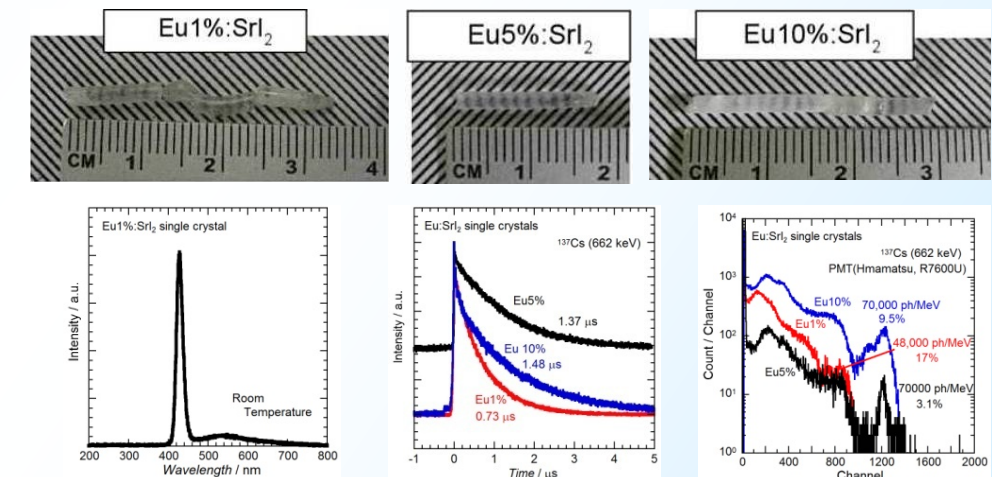 Eu1%:SrI₂
Eu5%:SrI₂
Eu10%:SrI₂
CM 1 2 3 4
CM 1 2
CM 1 2 3
Eu1%:SrI₂ single crystal
Intensity / a.u.
Room
Temperature
200 300 400 500 600 700 800
Wavelength / nm
Eu:SrI₂ single crystals
¹³⁷Cs (662 keV)
Intensity / a.u.
Eu5%
1.37 μs
Eu 10%
1.48 μs
Eu1%
0.73 μs
-1 0 1 2 3 4 5
Time / μs
Eu:SrI₂ single crystals
¹³⁷Cs (662 keV)
PMT(Hmamatsu, R7600U)
Count / Channel
10⁴
10³
10²
10¹
10⁰
Eu10%
70,000 ph/MeV
9.5%
Eu1%
48,000 ph/MeV
17%
Eu5%
70000 ph/MeV
3.1%
0 400 800 1200 1600 2000
Channel